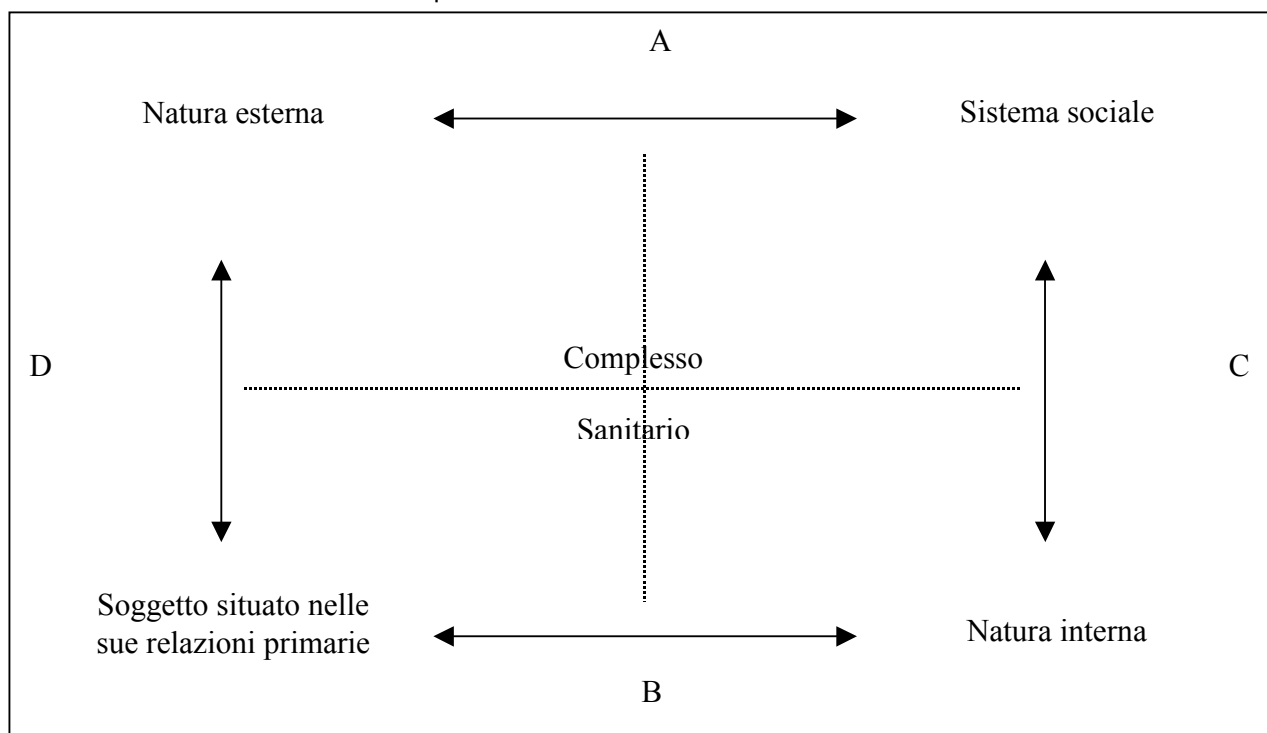 A
Natura esterna
Sistema sociale
D
Complesso
C
Sanitario
Soggetto situato nelle
sue relazioni primarie
Natura interna
B